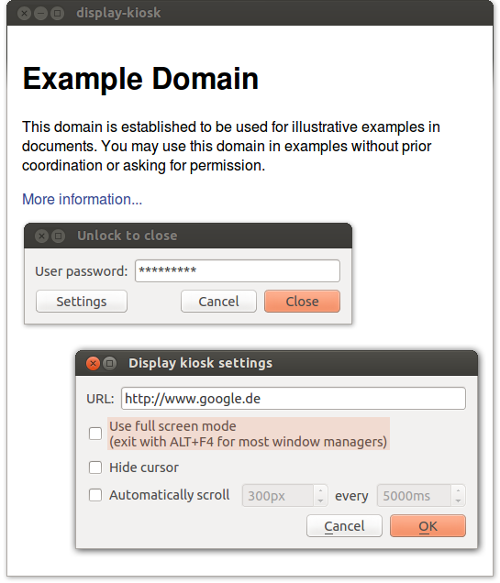 display-kiosk
Example Domain
This domain is established to be used for illustrative examples in
documents. You may use this domain in examples without prior
coordination or asking for permission.
More information...
Unlock to close
User password: *********
Settings Cancel Close
Display kiosk settings
URL: http://www.google.de
Use full screen mode
(exit with ALT+F4 for most window managers)
Hide cursor
Automatically scroll 300px every 5000ms
Cancel OK